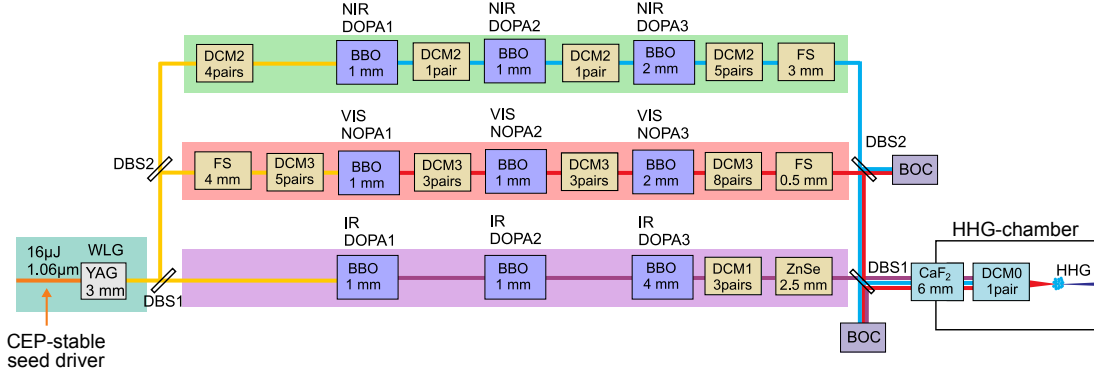 NIR
DOPA1
NIR
DOPA2
NIR
DOPA3
DCM2
4pairs
BBO
1 mm
DCM2
1pair
BBO
1 mm
DCM2
1pair
BBO
2 mm
DCM2
5pairs
FS
3 mm
VIS
NOPA1
VIS
NOPA2
VIS
NOPA3
DBS2
FS
4 mm
DCM3
5pairs
BBO
1 mm
DCM3
3pairs
BBO
1 mm
DCM3
3pairs
BBO
2 mm
DCM3
8pairs
FS
0.5 mm
DBS2
BOC
IR
DOPA1
IR
DOPA2
IR
DOPA3
16µJ
1.06µm
WLG
YAG
3 mm
DBS1
BBO
1 mm
BBO
1 mm
BBO
4 mm
DCM1
3pairs
ZnSe
2.5 mm
DBS1
BOC
HHG-chamber
CaF₂
6 mm
DCM0
1pair
HHG
CEP-stable
seed driver